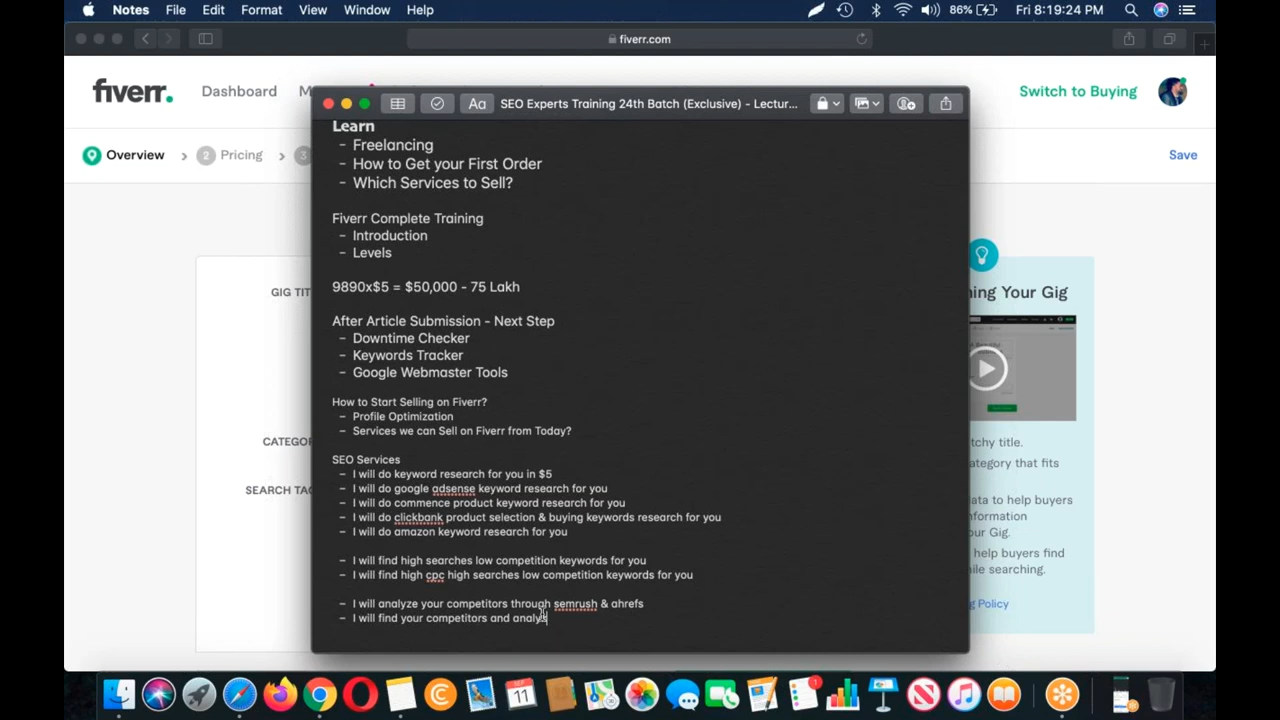 Notes File Edit Format View Window Help 86% Fri 8:19:24 PM
fiverr.com
fiverr. Dashboard M Switch to Buying
SEO Experts Training 24th Batch (Exclusive) - Lectur...
Aa
Overview 2 Pricing 3 Save
Learn
- Freelancing
- How to Get your First Order
- Which Services to Sell?
Fiverr Complete Training
- Introduction
- Levels
9890x$5 = $50,000 - 75 Lakh
After Article Submission - Next Step
- Downtime Checker
- Keywords Tracker
- Google Webmaster Tools
How to Start Selling on Fiverr?
- Profile Optimization
- Services we can Sell on Fiverr from Today?
SEO Services
- I will do keyword research for you in $5
- I will do google adsense keyword research for you
- I will do commence product keyword research for you
- I will do clickbank product selection & buying keywords research for you
- I will do amazon keyword research for you
- I will find high searches low competition keywords for you
- I will find high cpc high searches low competition keywords for you
- I will analyze your competitors through semrush & ahrefs
- I will find your competitors and analys
GIG TIT
CATEGOR
SEARCH TAG
ning Your Gig
tchy title.
ategory that fits
data to help buyers
nformation
our Gig.
help buyers find
ile searching.
g Policy
11
1